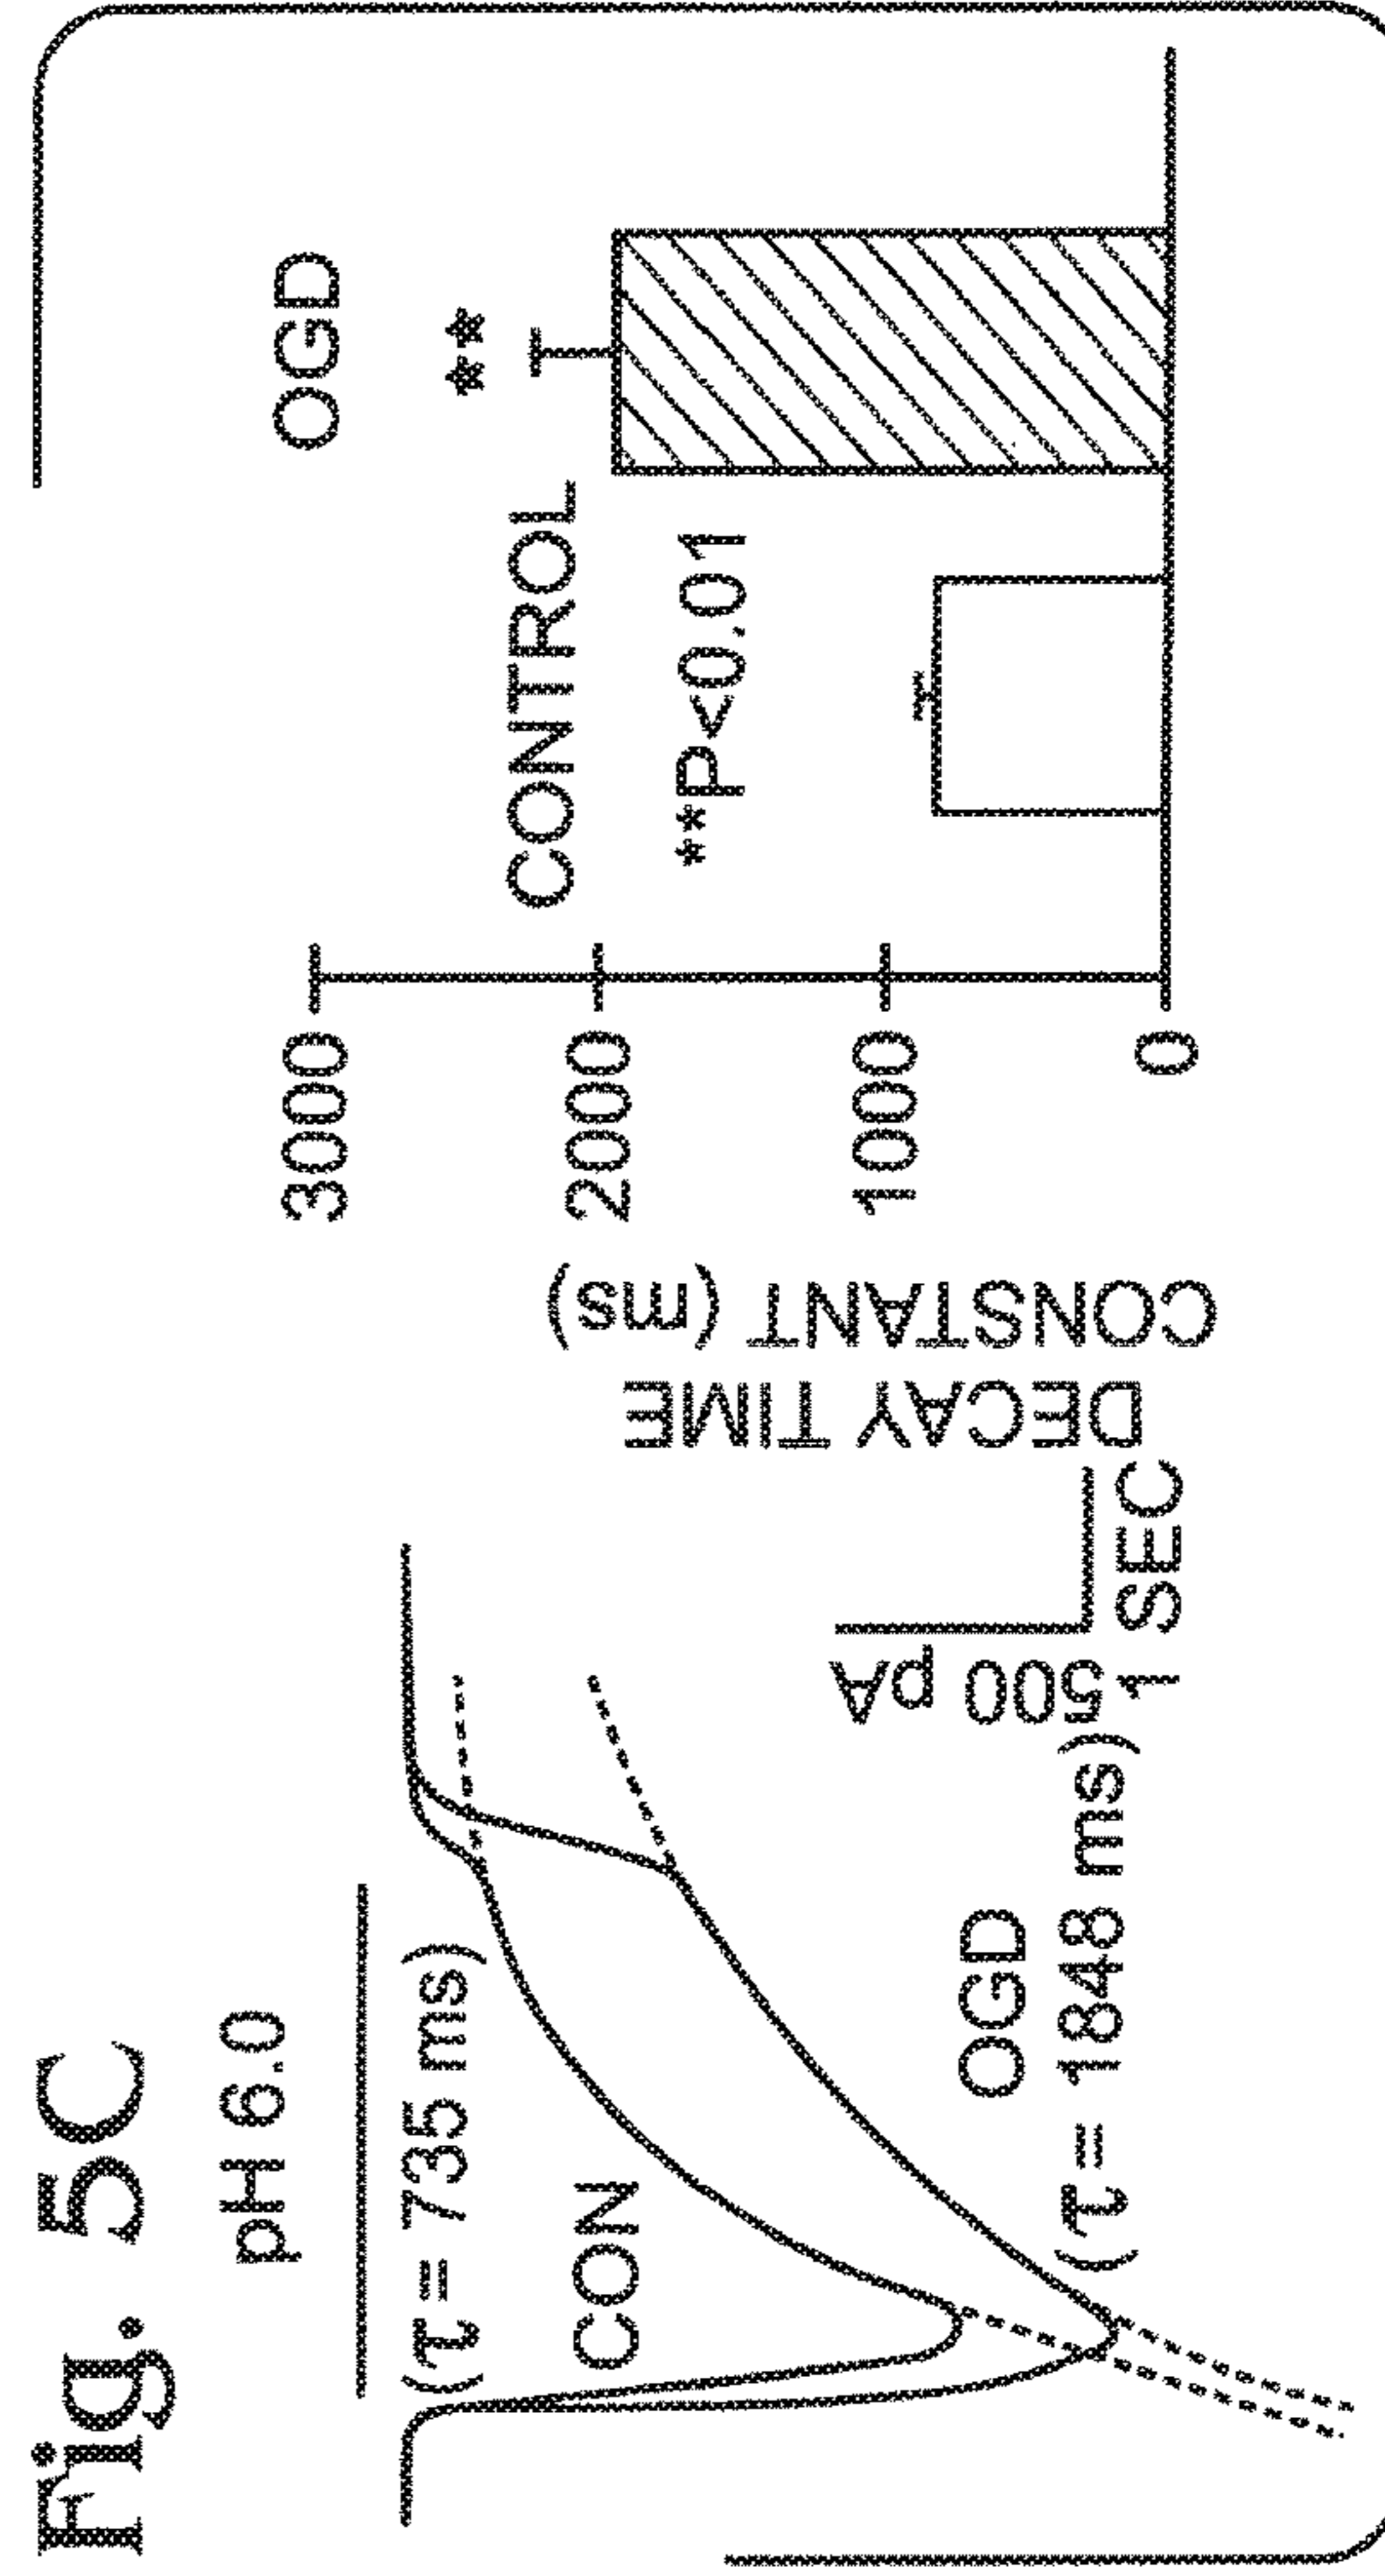 Fig. 5C
pH 6.0
(τ = 735 ms)
CON
OGD
(τ = 1848 ms)
500 pA
1 SEC
DECAY TIME
CONSTANT (ms)
3000
2000
1000
0
CONTROL
**P<0.01
OGD
**